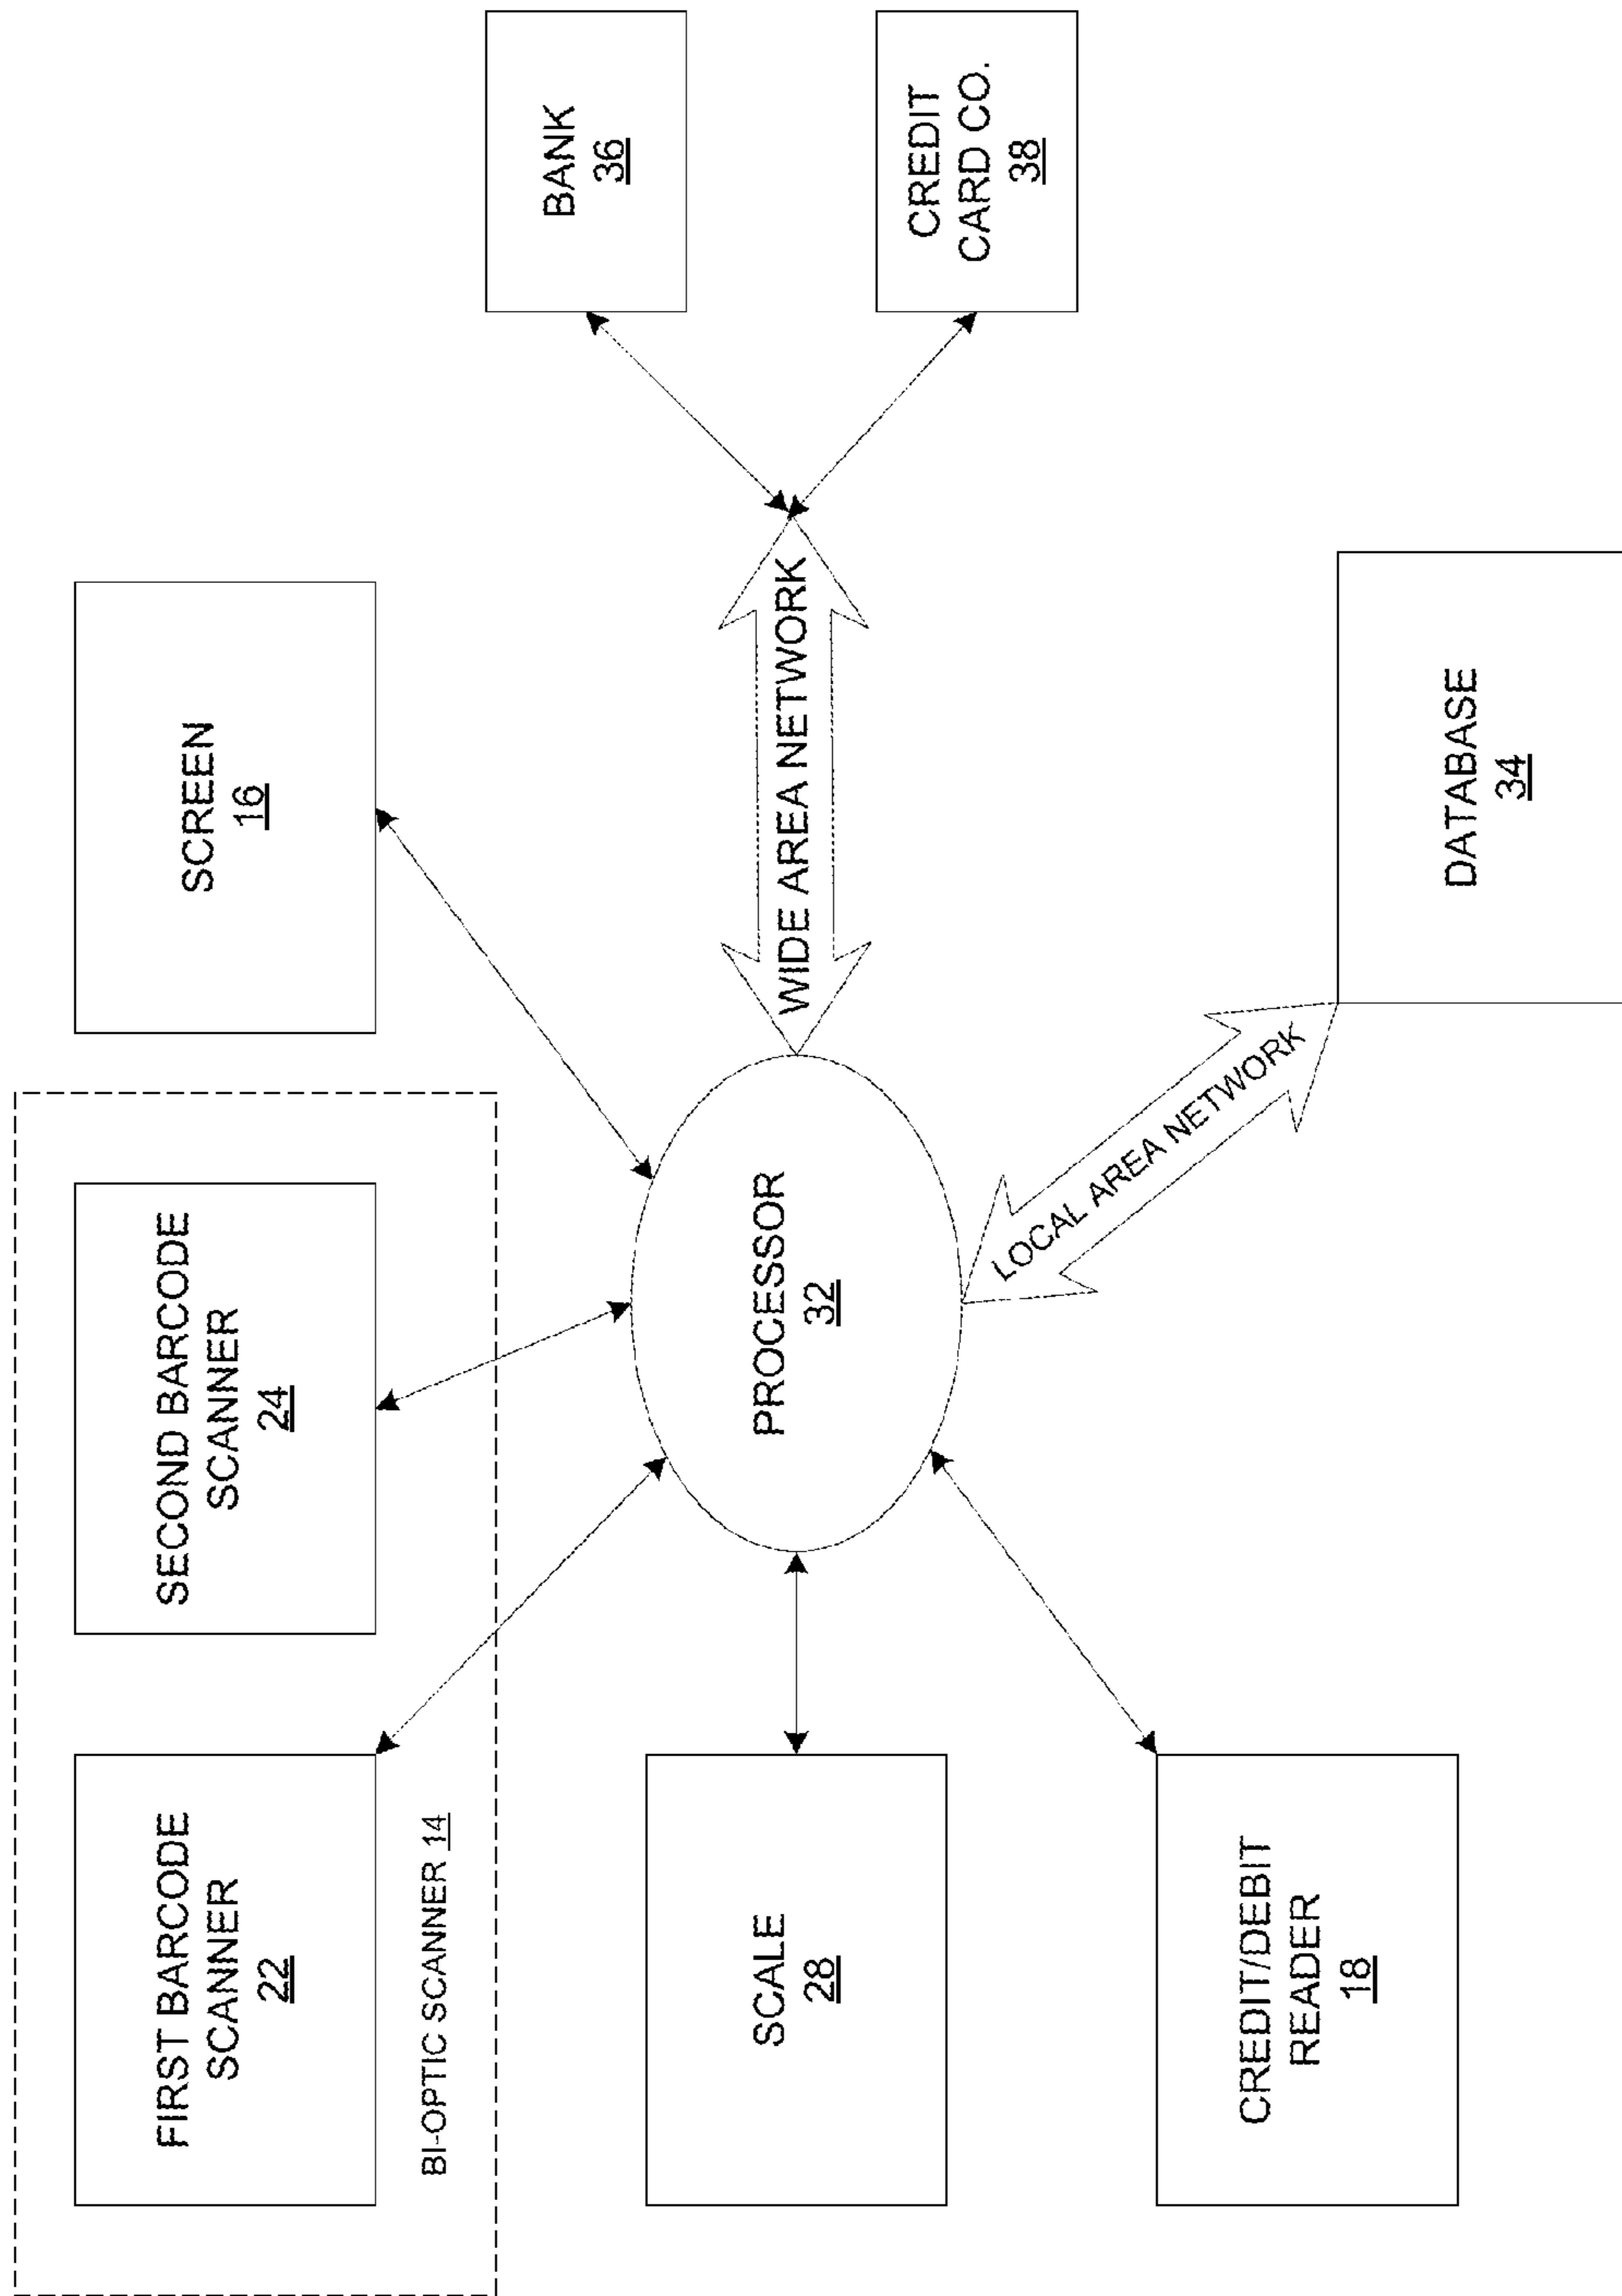 FIRST BARCODE
SCANNER
22
SECOND BARCODE
SCANNER
24
BI-OPTIC SCANNER 14
SCREEN
16
SCALE
28
PROCESSOR
32
WIDE AREA NETWORK
BANK
36
CREDIT
CARD CO.
38
CREDIT/DEBIT
READER
18
LOCAL AREA NETWORK
DATABASE
34